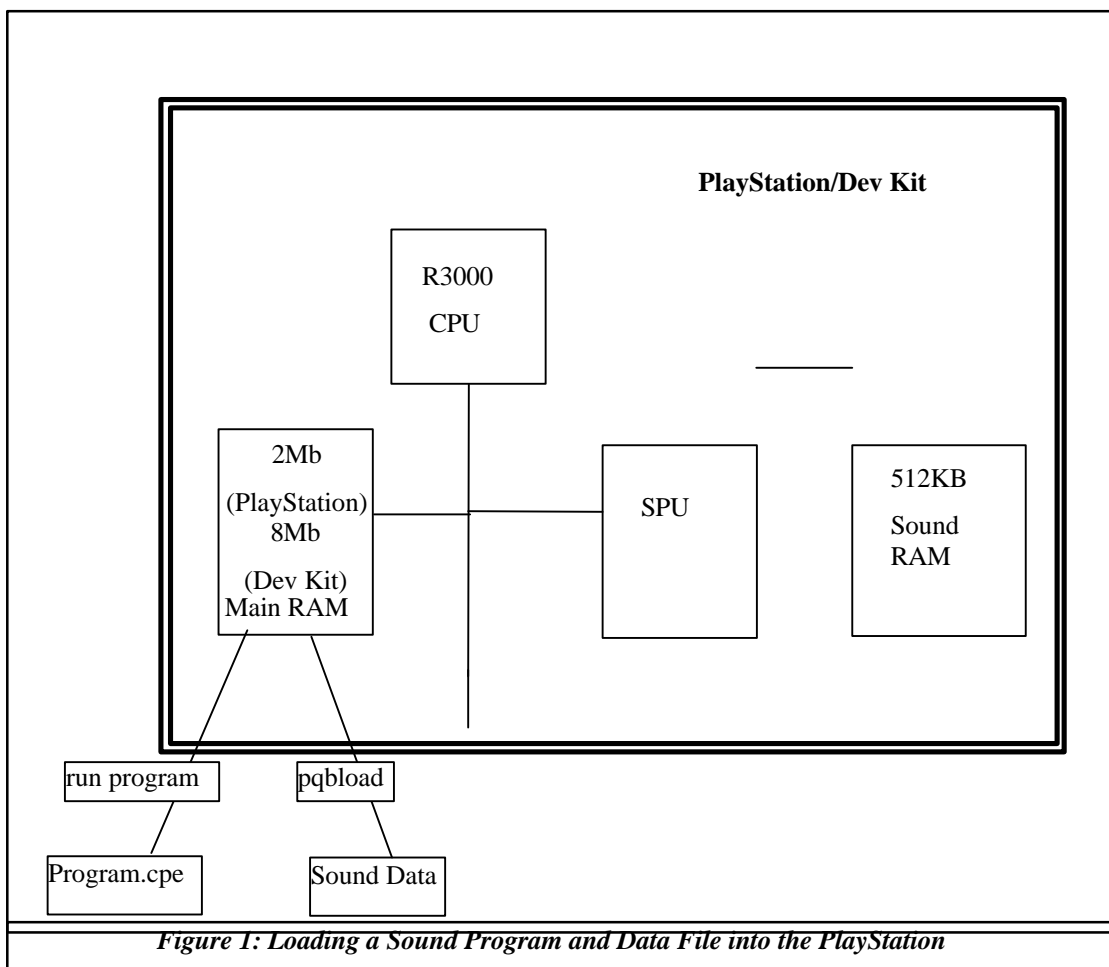 PlayStation/Dev Kit
R3000
CPU
2Mb
(PlayStation)
8Mb
(Dev Kit)
Main RAM
SPU
512KB
Sound
RAM
run program
pqbload
Program.cpe
Sound Data
Figure 1: Loading a Sound Program and Data File into the PlayStation